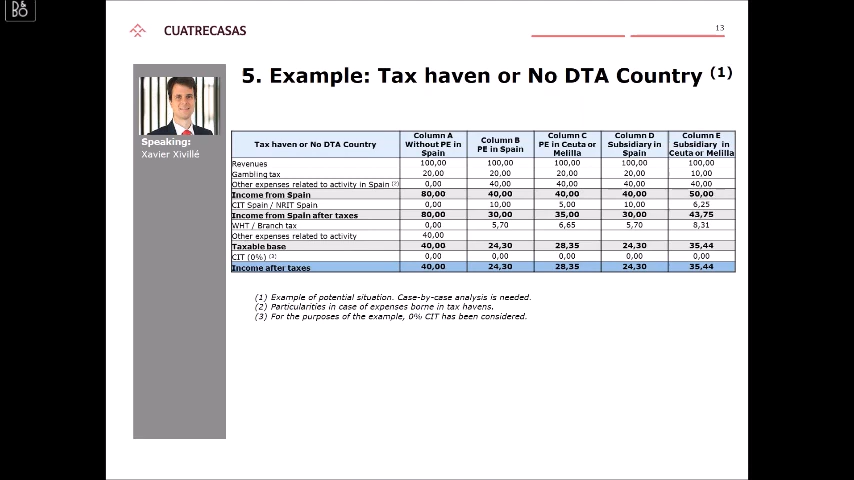 B&
BO
CUATRECASAS
13
5. Example: Tax haven or No DTA Country (1)
Speaking:
Xavier Xivillé
Tax haven or No DTA Country
Column A
Without PE in
Spain
Column B
PE in Spain
Column C
PE in Ceuta or
Melilla
Column D
Subsidiary in
Spain
Column E
Subsidiary in
Ceuta or Melilla
Revenues 100,00 100,00 100,00 100,00 100,00
Gambling tax 20,00 20,00 20,00 20,00 10,00
Other expenses related to activity in Spain (2) 0,00 40,00 40,00 40,00 40,00
Income from Spain 80,00 40,00 40,00 40,00 50,00
CIT Spain / NRIT Spain 0,00 10,00 5,00 10,00 6,25
Income from Spain after taxes 80,00 30,00 35,00 30,00 43,75
WHT / Branch tax 0,00 5,70 6,65 5,70 8,31
Other expenses related to activity 40,00
Taxable base 40,00 24,30 28,35 24,30 35,44
CIT (0%) (3) 0,00 0,00 0,00 0,00 0,00
Income after taxes 40,00 24,30 28,35 24,30 35,44
(1) Example of potential situation. Case-by-case analysis is needed.
(2) Particularities in case of expenses borne in tax havens.
(3) For the purposes of the example, 0% CIT has been considered.